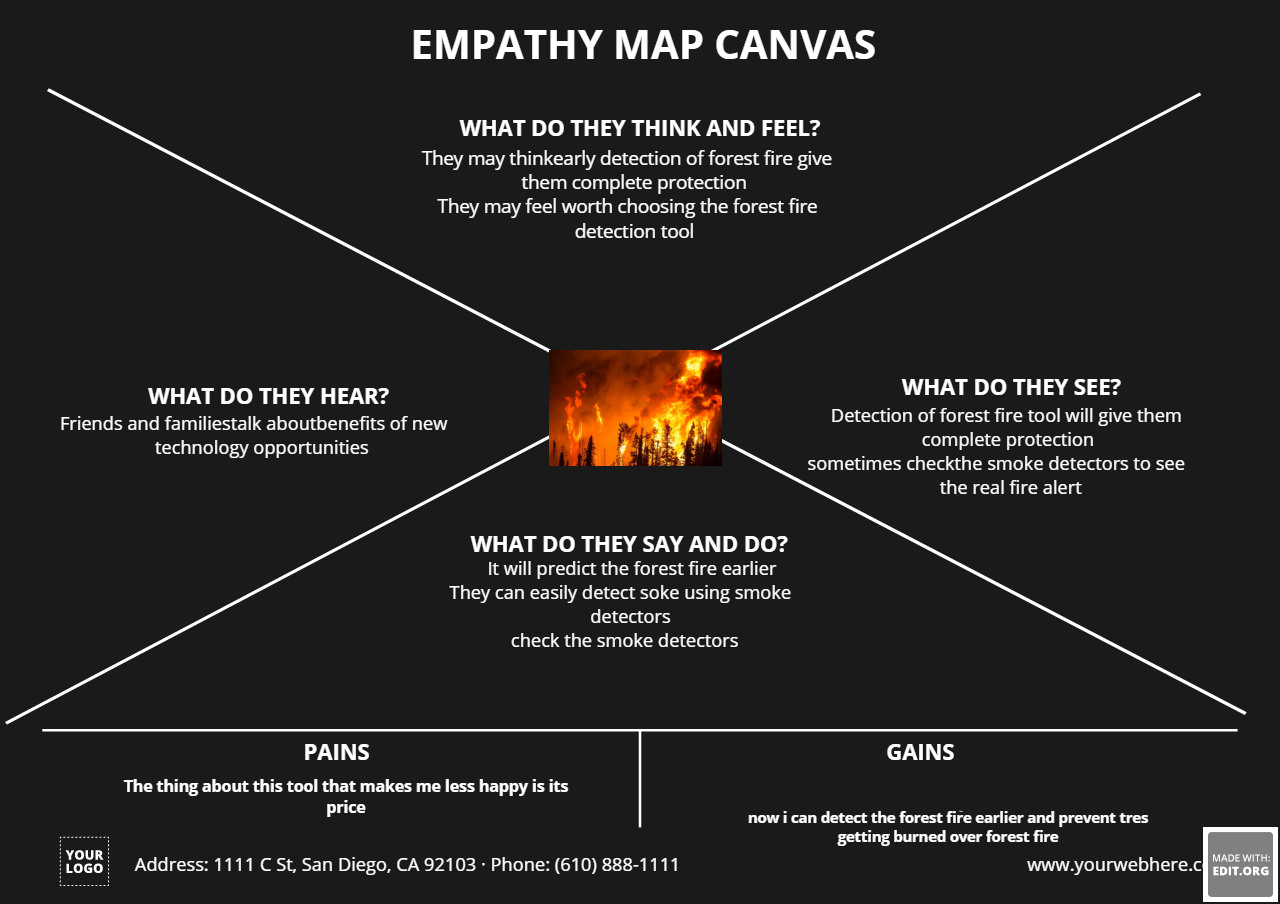 EMPATHY MAP CANVAS
WHAT DO THEY THINK AND FEEL?
They may thinkearly detection of forest fire give
them complete protection
They may feel worth choosing the forest fire
detection tool
WHAT DO THEY HEAR?
Friends and familiestalk aboutbenefits of new
technology opportunities
WHAT DO THEY SEE?
Detection of forest fire tool will give them
complete protection
sometimes checkthe smoke detectors to see
the real fire alert
WHAT DO THEY SAY AND DO?
It will predict the forest fire earlier
They can easily detect soke using smoke
detectors
check the smoke detectors
PAINS
The thing about this tool that makes me less happy is its
price
GAINS
now i can detect the forest fire earlier and prevent tres
getting burned over forest fire
YOUR
LOGO
Address: 1111 C St, San Diego, CA 92103 · Phone: (610) 888-1111
www.yourwebhere.c
MADE WITH:
EDIT.ORG